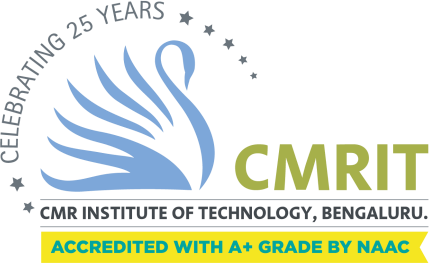 CELEBRATING 25 YEARS
CMRIT
CMR INSTITUTE OF TECHNOLOGY, BENGALURU.
ACCREDITED WITH A+ GRADE BY NAAC